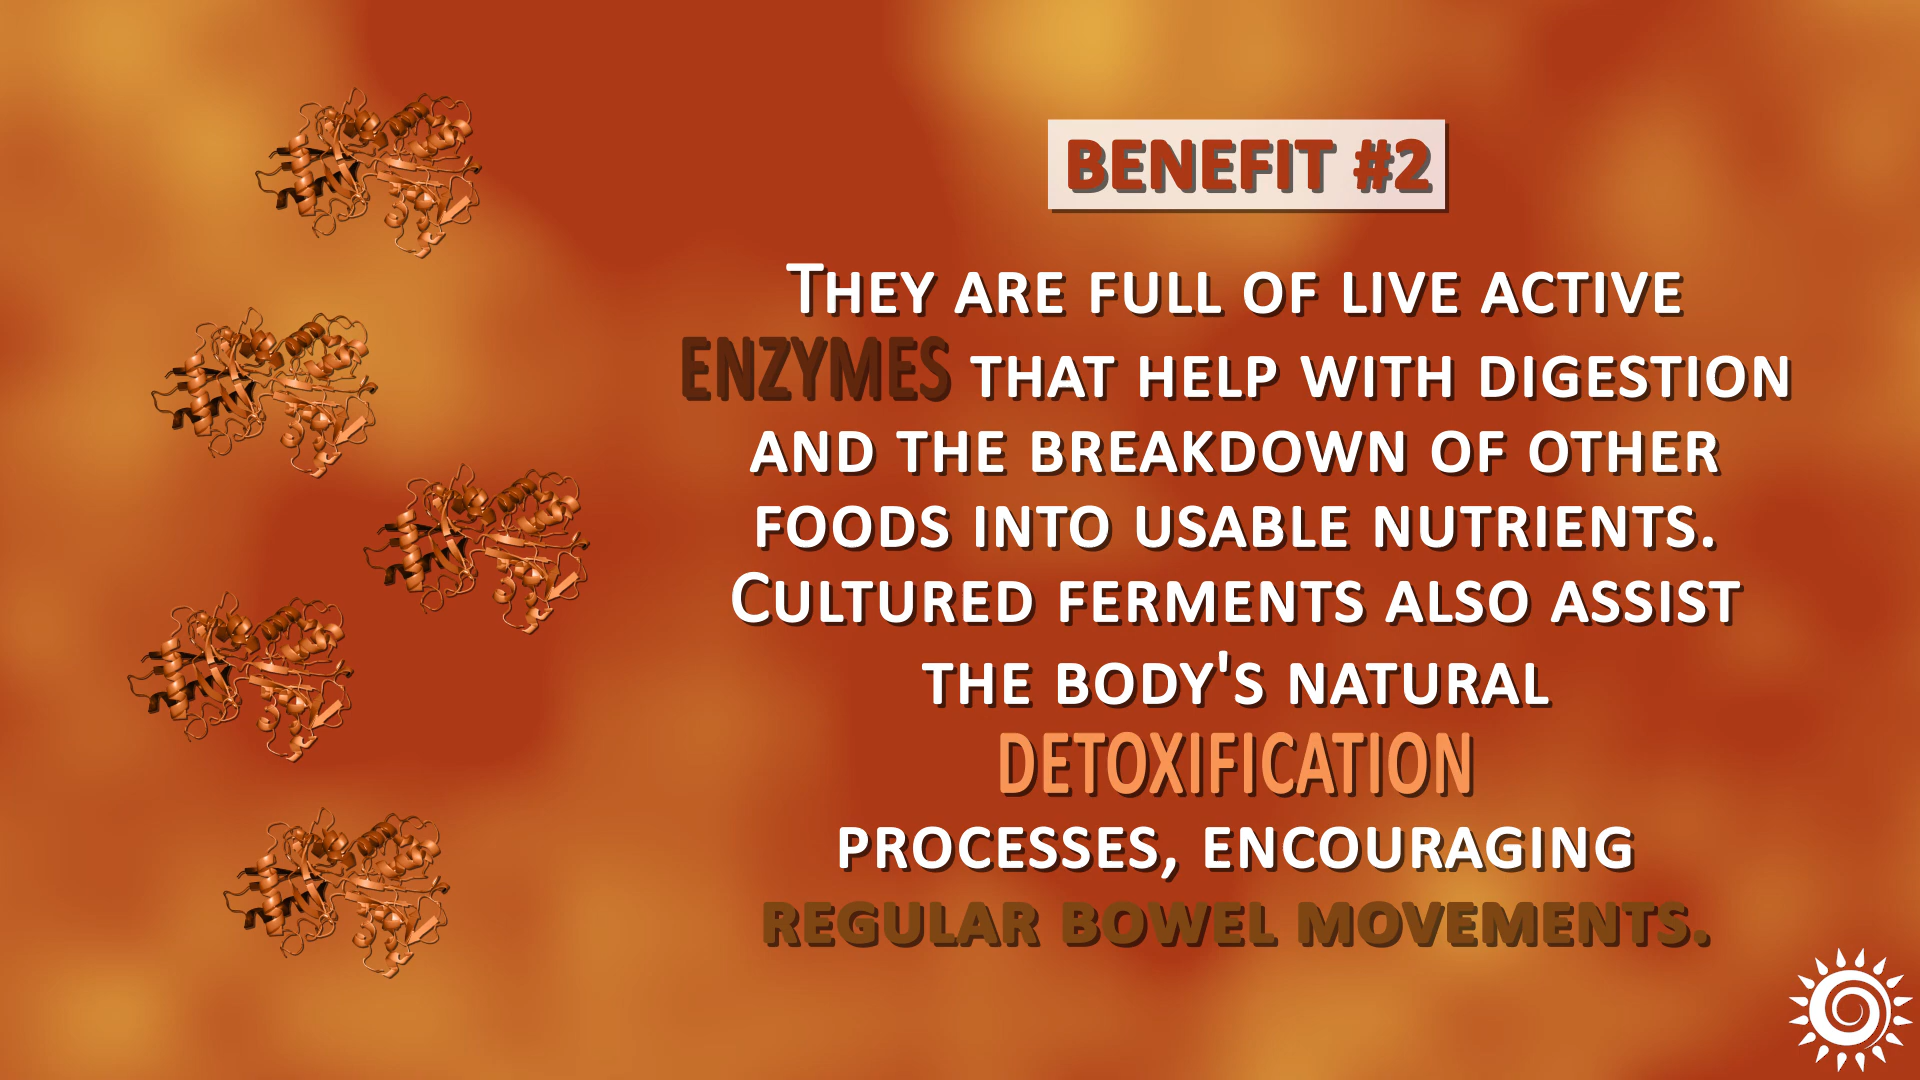 BENEFIT #2
They are full of live active
ENZYMES that help with digestion
and the breakdown of other
foods into usable nutrients.
Cultured ferments also assist
the body's natural
DETOXIFICATION
processes, encouraging
regular bowel movements.